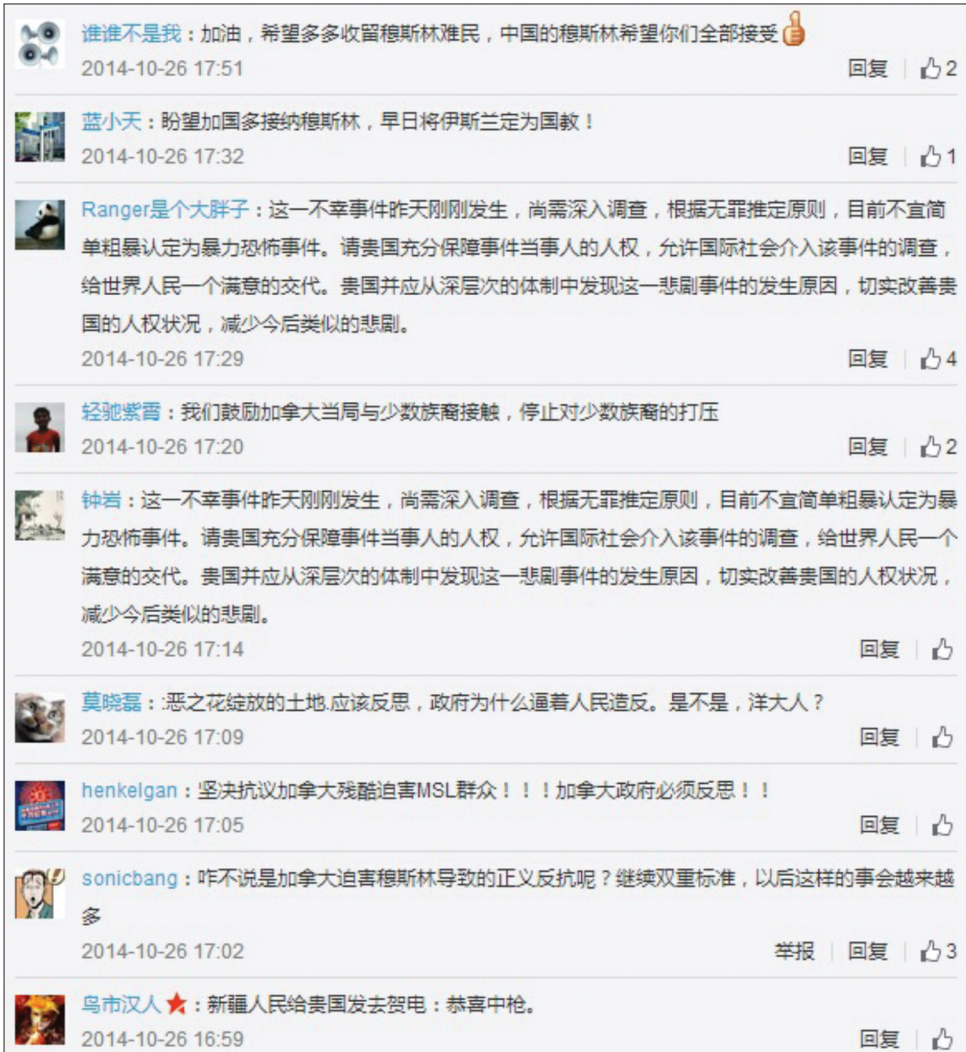 谁谁不是我：加油，希望多多收留穆斯林难民，中国的穆斯林希望你们全部接受
2014-10-26 17:51 回复 2
蓝小天：盼望加国多接纳穆斯林，早日将伊斯兰定为国教！
2014-10-26 17:32 回复 1
Ranger是个大胖子：这一不幸事件昨天刚刚发生，尚需深入调查，根据无罪推定原则，目前不宜简
单粗暴认定为暴力恐怖事件。请贵国充分保障事件当事人的人权，允许国际社会介入该事件的调查，
给世界人民一个满意的交代。贵国并应从深层次的体制中发现这一悲剧事件的发生原因，切实改善贵
国的人权状况，减少今后类似的悲剧。
2014-10-26 17:29 回复 4
轻驰紫霄：我们鼓励加拿大当局与少数族裔接触，停止对少数族裔的打压
2014-10-26 17:20 回复 2
钟岩：这一不幸事件昨天刚刚发生，尚需深入调查，根据无罪推定原则，目前不宜简单粗暴认定为暴
力恐怖事件。请贵国充分保障事件当事人的人权，允许国际社会介入该事件的调查，给世界人民一个
满意的交代。贵国并应从深层次的体制中发现这一悲剧事件的发生原因，切实改善贵国的人权状况，
减少今后类似的悲剧。
2014-10-26 17:14 回复
莫晓磊：:恶之花绽放的土地.应该反思，政府为什么逼着人民造反。是不是，洋大人？
2014-10-26 17:09 回复
henkelgan：坚决抗议加拿大残酷迫害MSL群众！！！加拿大政府必须反思！！
2014-10-26 17:05 回复
sonicbang：咋不说是加拿大迫害穆斯林导致的正义反抗呢？继续双重标准，以后这样的事会越来越
多
2014-10-26 17:02 举报 回复 3
鸟市汉人：新疆人民给贵国发去贺电：恭喜中枪。
2014-10-26 16:59 回复